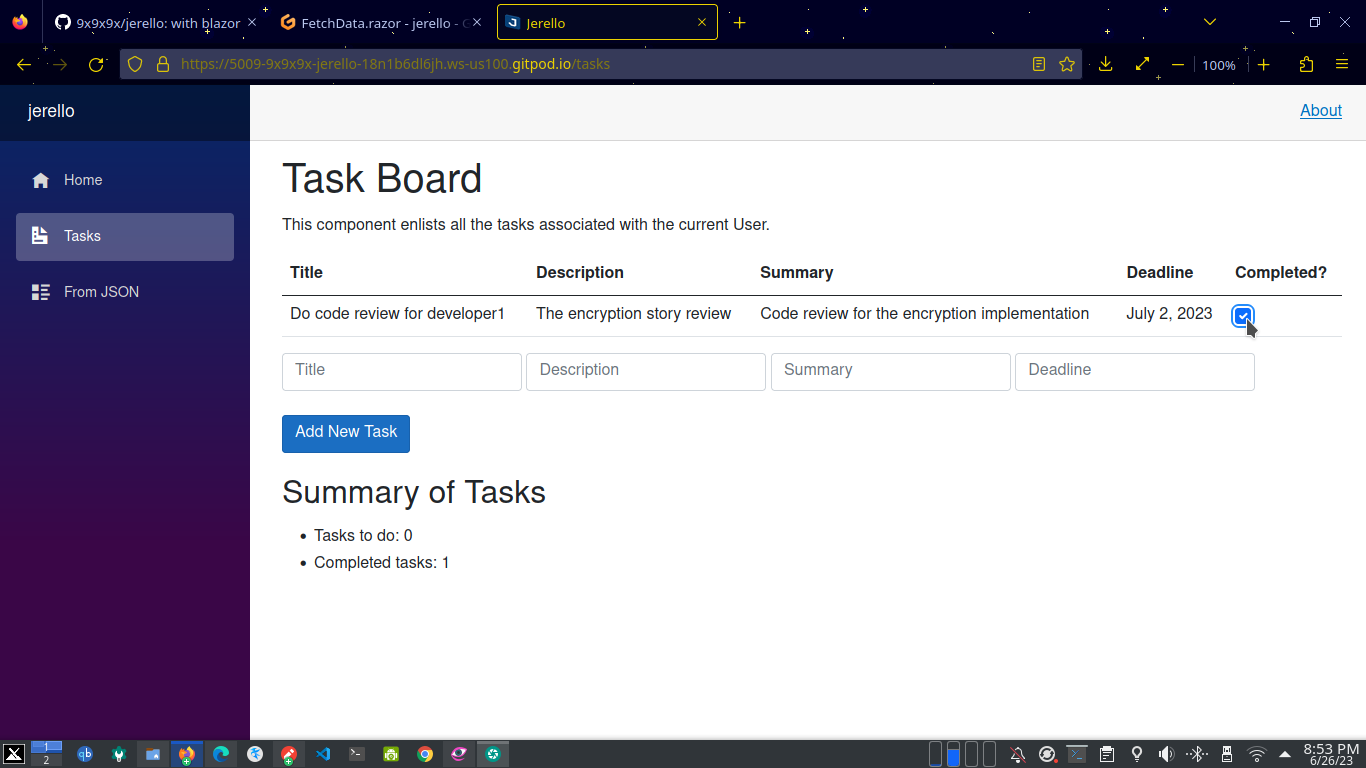 9x9x9x/jerello: with blazor
FetchData.razor - jerello - G
Jerello
https://5009-9x9x9x-jerello-18n1b6dl6jh.ws-us100.gitpod.io/tasks
100%
jerello
About
Home
Tasks
From JSON
Task Board
This component enlists all the tasks associated with the current User.
Title Description Summary Deadline Completed?
Do code review for developer1 The encryption story review Code review for the encryption implementation July 2, 2023
Title Description Summary Deadline
Add New Task
Summary of Tasks
Tasks to do: 0
Completed tasks: 1
1
2
qb
8:53 PM
6/26/23